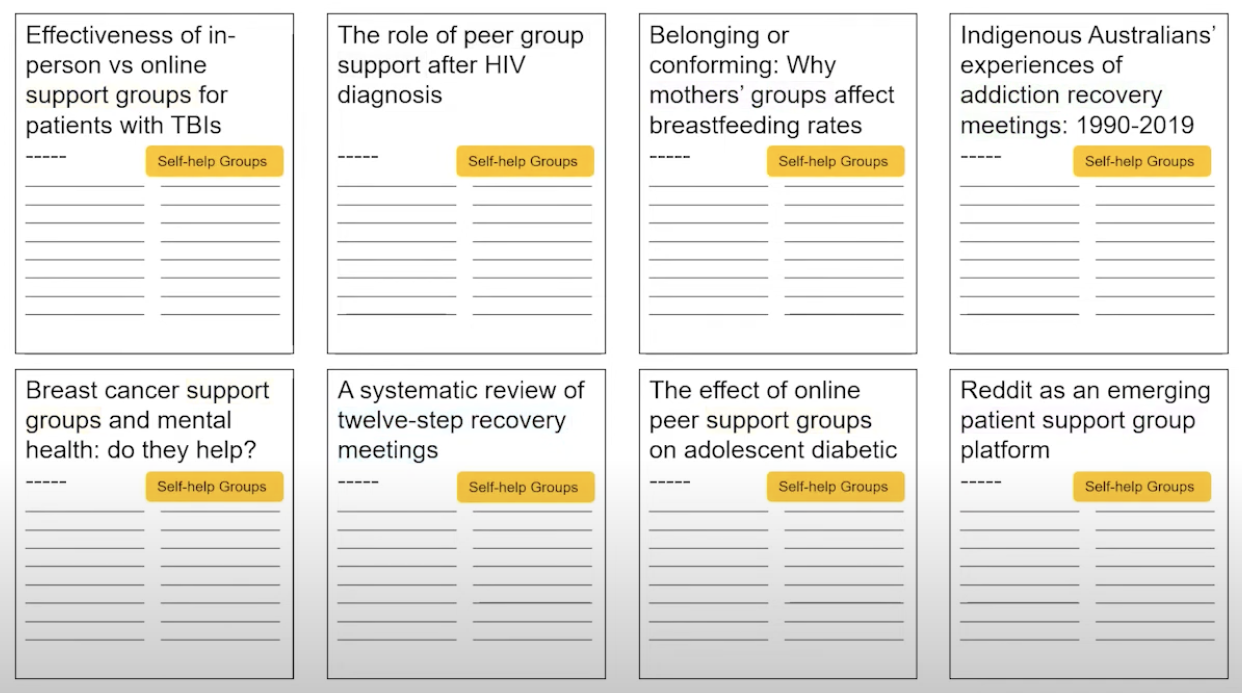 Effectiveness of in-
person vs online
support groups for
patients with TBIs
-----
Self-help Groups
The role of peer group
support after HIV
diagnosis
-----
Self-help Groups
Belonging or
conforming: Why
mothers’ groups affect
breastfeeding rates
-----
Self-help Groups
Indigenous Australians’
experiences of
addiction recovery
meetings: 1990-2019
-----
Self-help Groups
Breast cancer support
groups and mental
health: do they help?
-----
Self-help Groups
A systematic review of
twelve-step recovery
meetings
-----
Self-help Groups
The effect of online
peer support groups
on adolescent diabetic
-----
Self-help Groups
Reddit as an emerging
patient support group
platform
-----
Self-help Groups